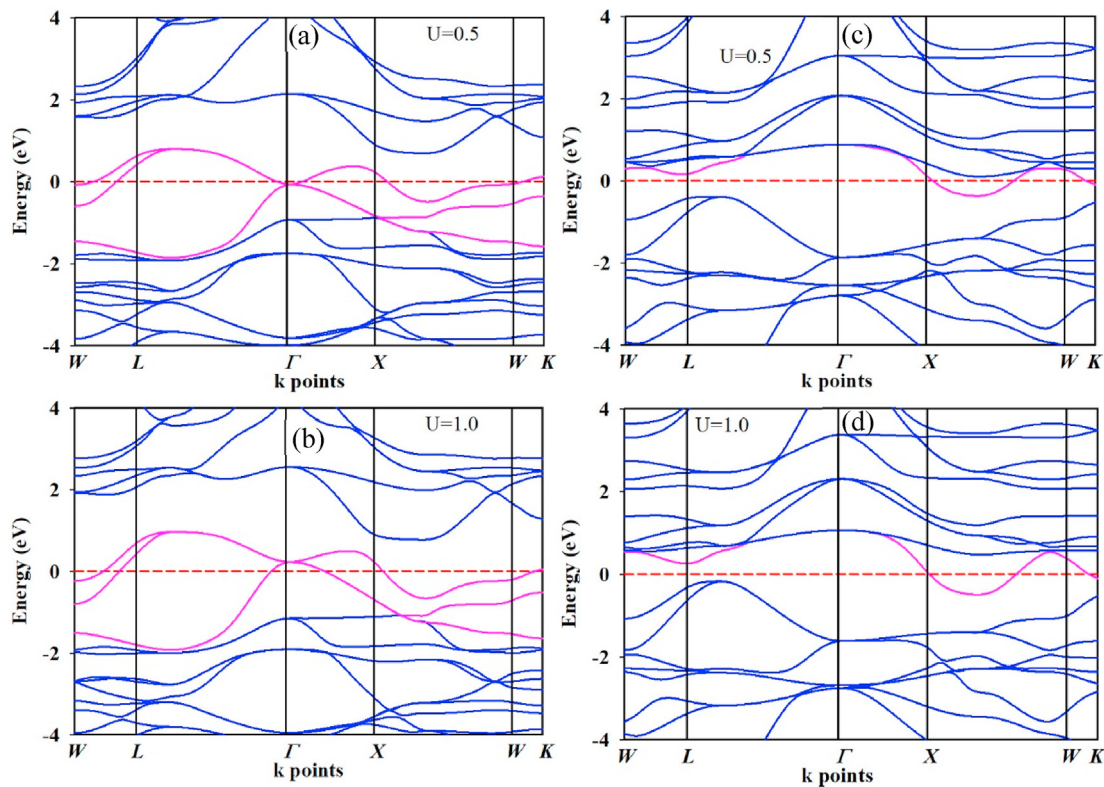 (a)
U=0.5
Energy (eV)
4
2
0
-2
-4
W L Γ X W K
k points
(c)
U=0.5
Energy (eV)
4
2
0
-2
-4
W L Γ X W K
k points
(b)
U=1.0
Energy (eV)
4
2
0
-2
-4
W L Γ X W K
k points
(d)
U=1.0
Energy (eV)
4
2
0
-2
-4
W L Γ X W K
k points